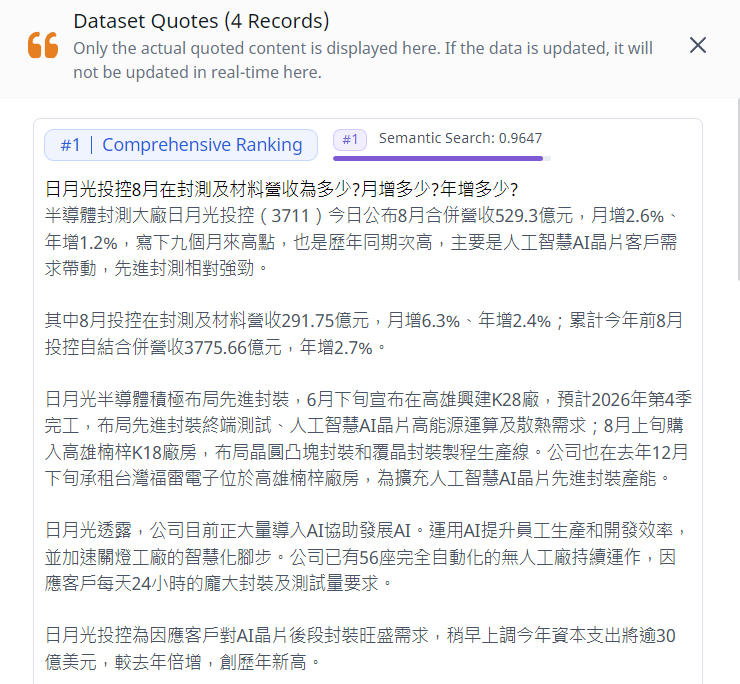 Dataset Quotes (4 Records)
Only the actual quoted content is displayed here. If the data is updated, it will
not be updated in real-time here.
#1 | Comprehensive Ranking
#1 Semantic Search: 0.9647
日月光投控8月在封測及材料營收為多少?月增多少?年增多少?
半導體封測大廠日月光投控（3711）今日公布8月合併營收529.3億元，月增2.6%、
年增1.2%，寫下九個月來高點，也是歷年同期次高，主要是人工智慧AI晶片客戶需
求帶動，先進封測相對強勁。
其中8月投控在封測及材料營收291.75億元，月增6.3%、年增2.4%；累計今年前8月
投控自結合併營收3775.66億元，年增2.7%。
日月光半導體積極布局先進封裝，6月下旬宣布在高雄興建K28廠，預計2026年第4季
完工，布局先進封裝終端測試、人工智慧AI晶片高能源運算及散熱需求；8月上旬購
入高雄楠梓K18廠房，布局晶圓凸塊封裝和覆晶封裝製程生產線。公司也在去年12月
下旬承租台灣福雷電子位於高雄楠梓廠房，為擴充人工智慧AI晶片先進封裝產能。
日月光透露，公司目前正大量導入AI協助發展AI。運用AI提升員工生產和開發效率，
並加速關燈工廠的智慧化腳步。公司已有56座完全自動化的無人工廠持續運作，因
應客戶每天24小時的龐大封裝及測試量要求。
日月光投控為因應客戶對AI晶片後段封裝旺盛需求，稍早上調今年資本支出將逾30
億美元，較去年倍增，創歷年新高。